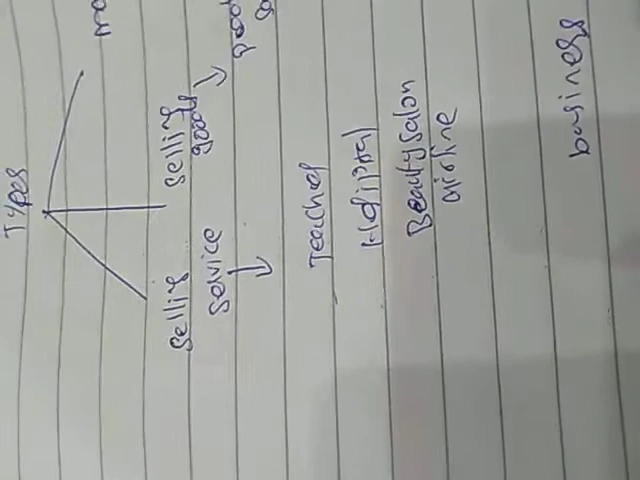 Types
Selling
service
Selling
goods
Teacher
Hospital
Beauty salon
airline
business